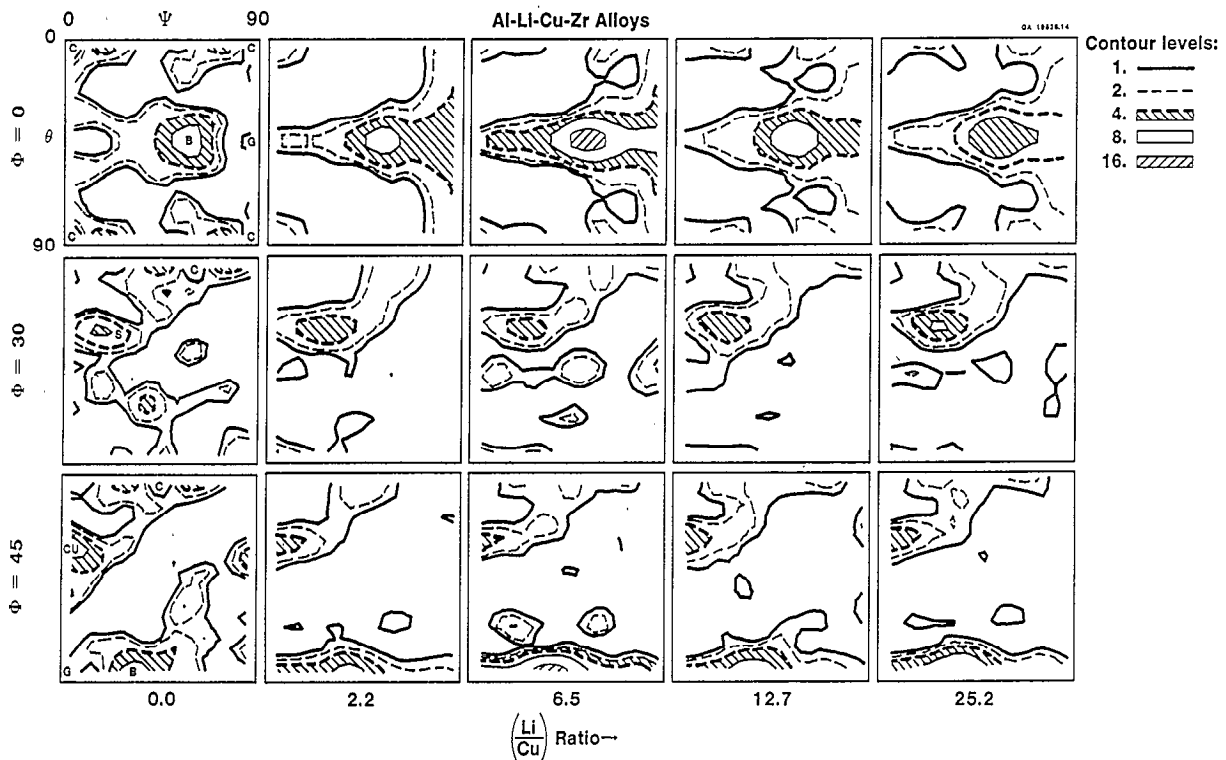 0 Ψ 90
Al-Li-Cu-Zr Alloys
0
Contour levels:
1.
2.
4.
8.
16.
C C
Φ = 0
θ
B
G
C C
90
Φ = 30
C
S
Φ = 45
C
CU
G B
0.0 2.2 6.5 12.7 25.2
(Li/Cu) Ratio→